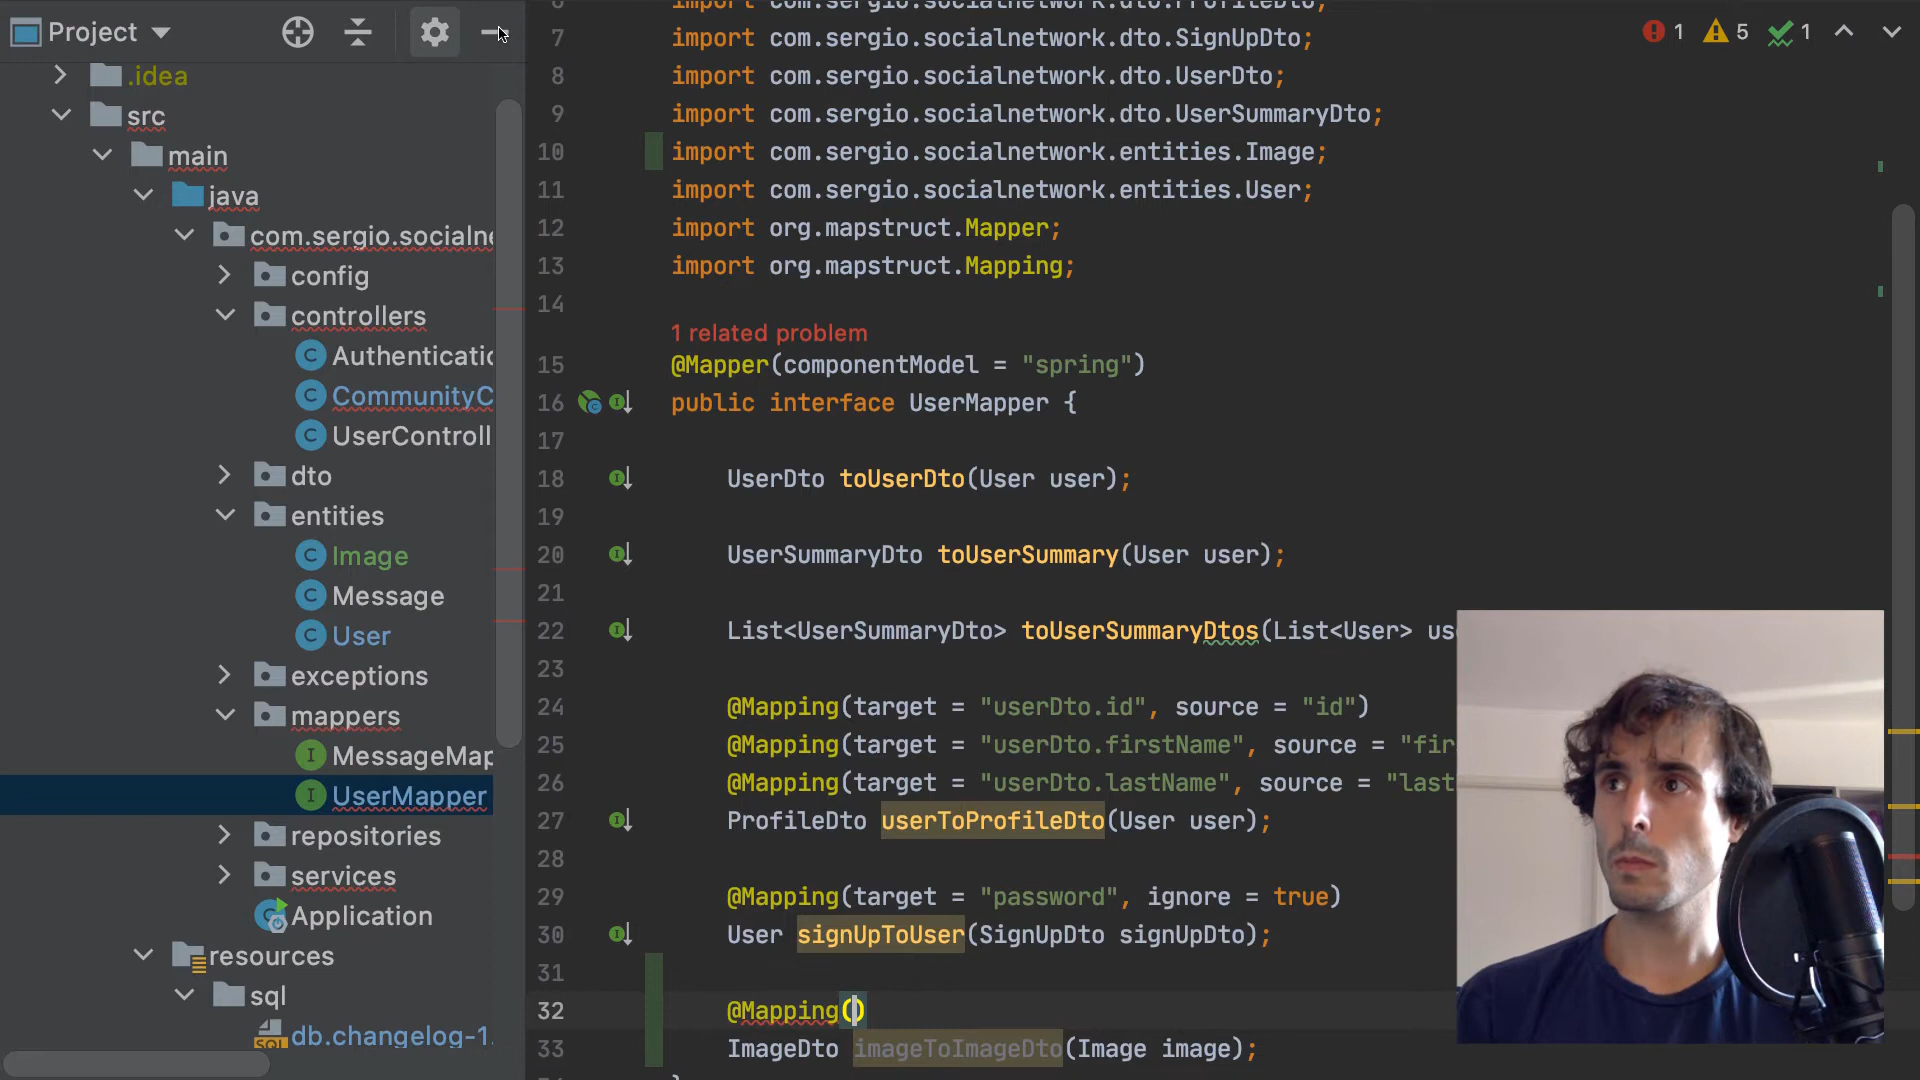 Project
.idea
src
main
java
com.sergio.socialne
config
controllers
Authenticatio
CommunityC
UserControll
dto
entities
Image
Message
User
exceptions
mappers
MessageMap
UserMapper
repositories
services
Application
resources
sql
db.changelog-1.
1 5 1
6 import com.sergio.socialnetwork.dto.ProfileDto;
7 import com.sergio.socialnetwork.dto.SignUpDto;
8 import com.sergio.socialnetwork.dto.UserDto;
9 import com.sergio.socialnetwork.dto.UserSummaryDto;
10 import com.sergio.socialnetwork.entities.Image;
11 import com.sergio.socialnetwork.entities.User;
12 import org.mapstruct.Mapper;
13 import org.mapstruct.Mapping;
14
1 related problem
15 @Mapper(componentModel = "spring")
16 public interface UserMapper {
17
18 UserDto toUserDto(User user);
19
20 UserSummaryDto toUserSummary(User user);
21
22 List<UserSummaryDto> toUserSummaryDtos(List<User> us
23
24 @Mapping(target = "userDto.id", source = "id")
25 @Mapping(target = "userDto.firstName", source = "fir
26 @Mapping(target = "userDto.lastName", source = "last
27 ProfileDto userToProfileDto(User user);
28
29 @Mapping(target = "password", ignore = true)
30 User signUpToUser(SignUpDto signUpDto);
31
32 @Mapping()
33 ImageDto imageToImageDto(Image image);